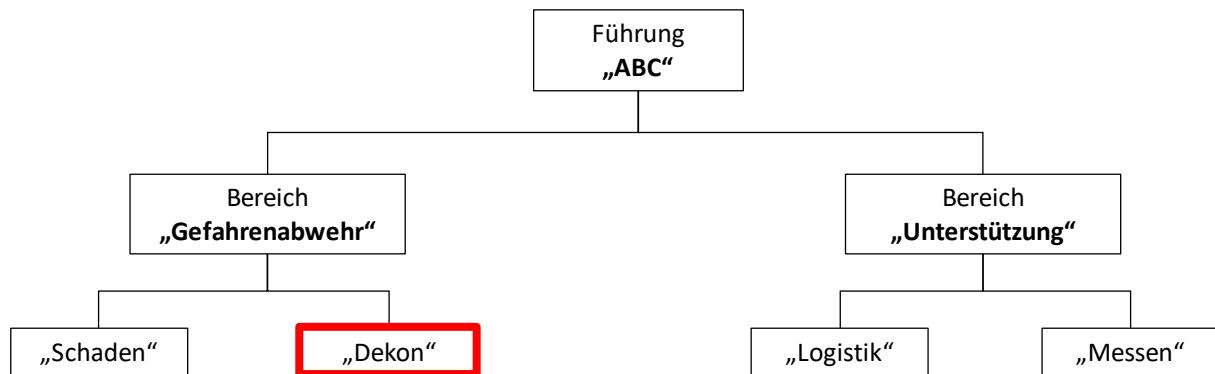 Führung
„ABC“
Bereich
„Gefahrenabwehr“
Bereich
„Unterstützung“
„Schaden“
„Dekon“
„Logistik“
„Messen“